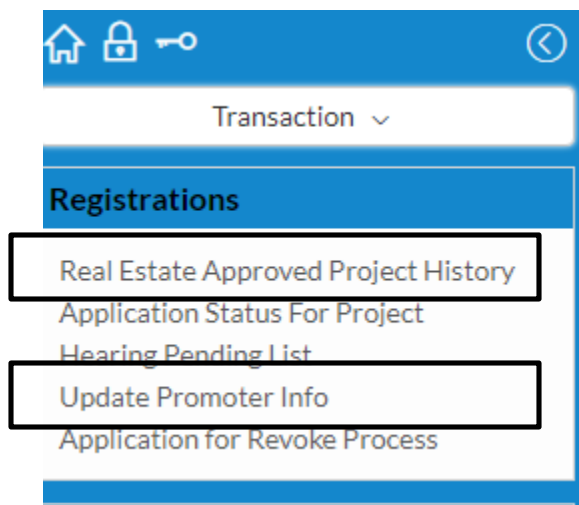 Transaction
Registrations
Real Estate Approved Project History
Application Status For Project
Hearing Pending List
Update Promoter Info
Application for Revoke Process